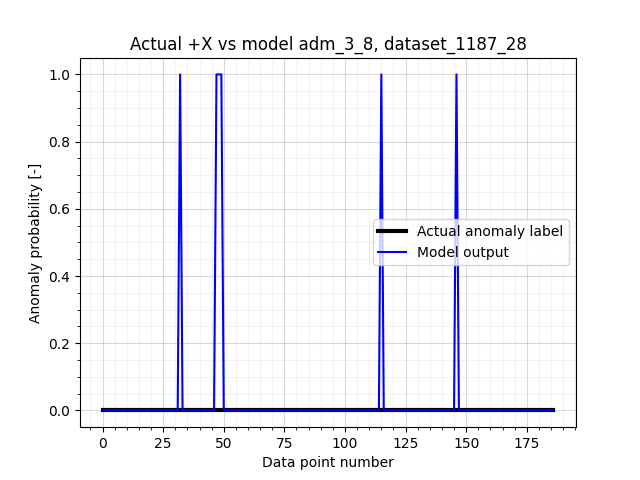 Actual +X vs model adm_3_8, dataset_1187_28
Anomaly probability [-]
1.0
0.8
0.6
0.4
0.2
0.0
Actual anomaly label
Model output
0 25 50 75 100 125 150 175
Data point number